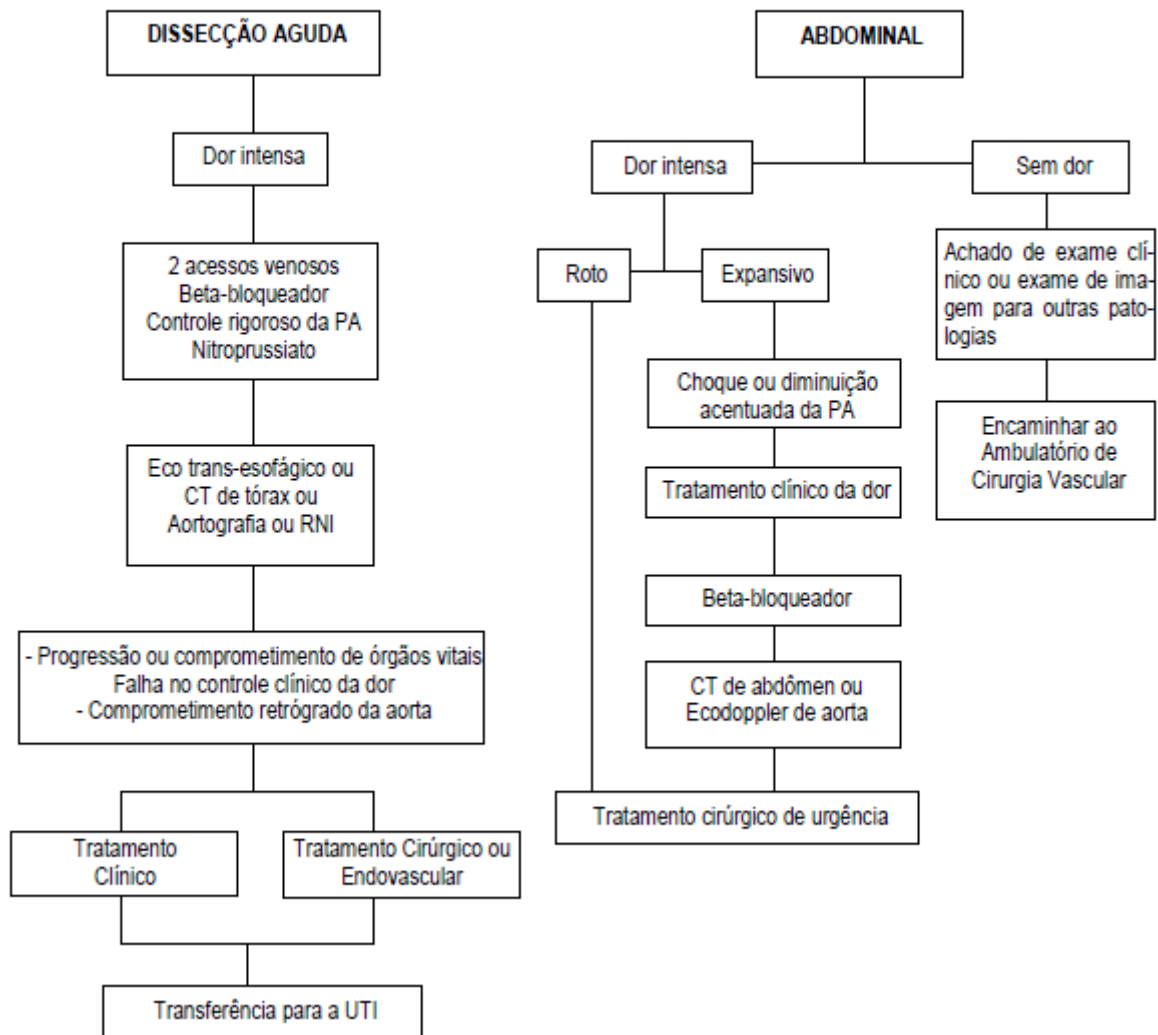 DISSECÇÃO AGUDA
Dor intensa
2 acessos venosos
Beta-bloqueador
Controle rigoroso da PA
Nitroprussiato
Eco trans-esofágico ou
CT de tórax ou
Aortografia ou RNI
- Progressão ou comprometimento de órgãos vitais
Falha no controle clínico da dor
- Comprometimento retrógrado da aorta
Tratamento
Clínico
Tratamento Cirúrgico ou
Endovascular
Transferência para a UTI
ABDOMINAL
Dor intensa
Sem dor
Roto
Expansivo
Choque ou diminuição
acentuada da PA
Tratamento clínico da dor
Beta-bloqueador
CT de abdômen ou
Ecodoppler de aorta
Tratamento cirúrgico de urgência
Achado de exame clí-
nico ou exame de ima-
gem para outras pato-
logias
Encaminhar ao
Ambulatório de
Cirurgia Vascular